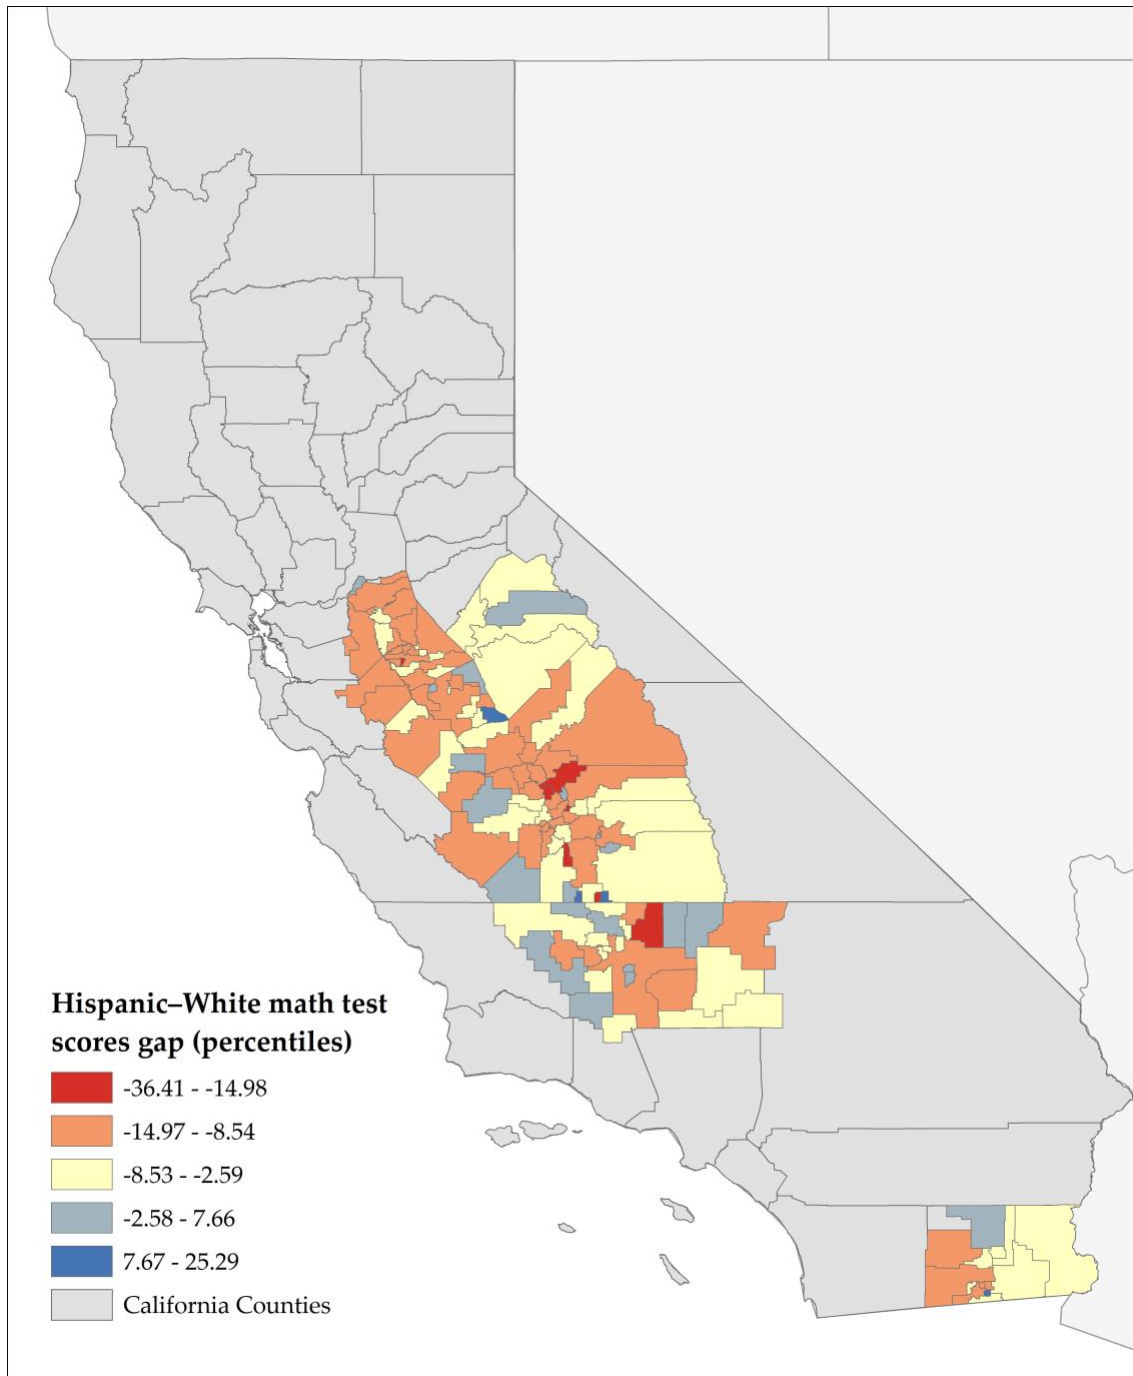 Hispanic–White math test
scores gap (percentiles)
-36.41 - -14.98
-14.97 - -8.54
-8.53 - -2.59
-2.58 - 7.66
7.67 - 25.29
California Counties